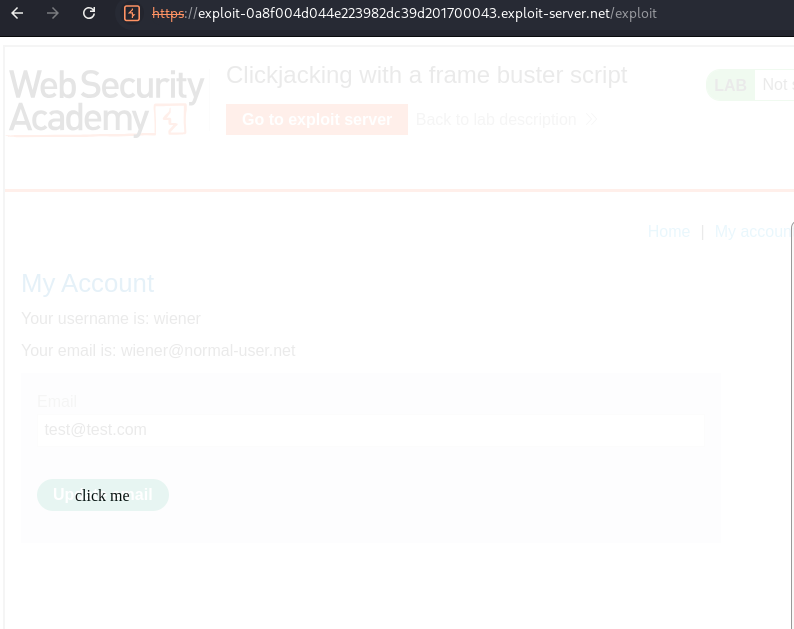 https://exploit-0a8f004d044e223982dc39d201700043.exploit-server.net/exploit
Web Security
Academy
Clickjacking with a frame buster script
LAB Not
Go to exploit server Back to lab description
Home | My accoun
My Account
Your username is: wiener
Your email is: wiener@normal-user.net
Email
test@test.com
click me